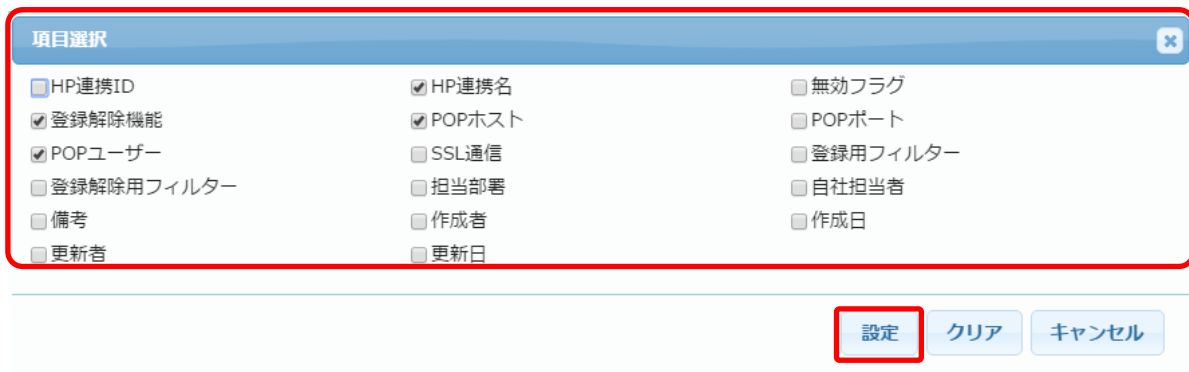 項目選択
HP連携ID HP連携名 無効フラグ
登録解除機能 POPホスト POPポート
POPユーザー SSL通信 登録用フィルター
登録解除用フィルター 担当部署 自社担当者
備考 作成者 作成日
更新者 更新日
設定 クリア キャンセル